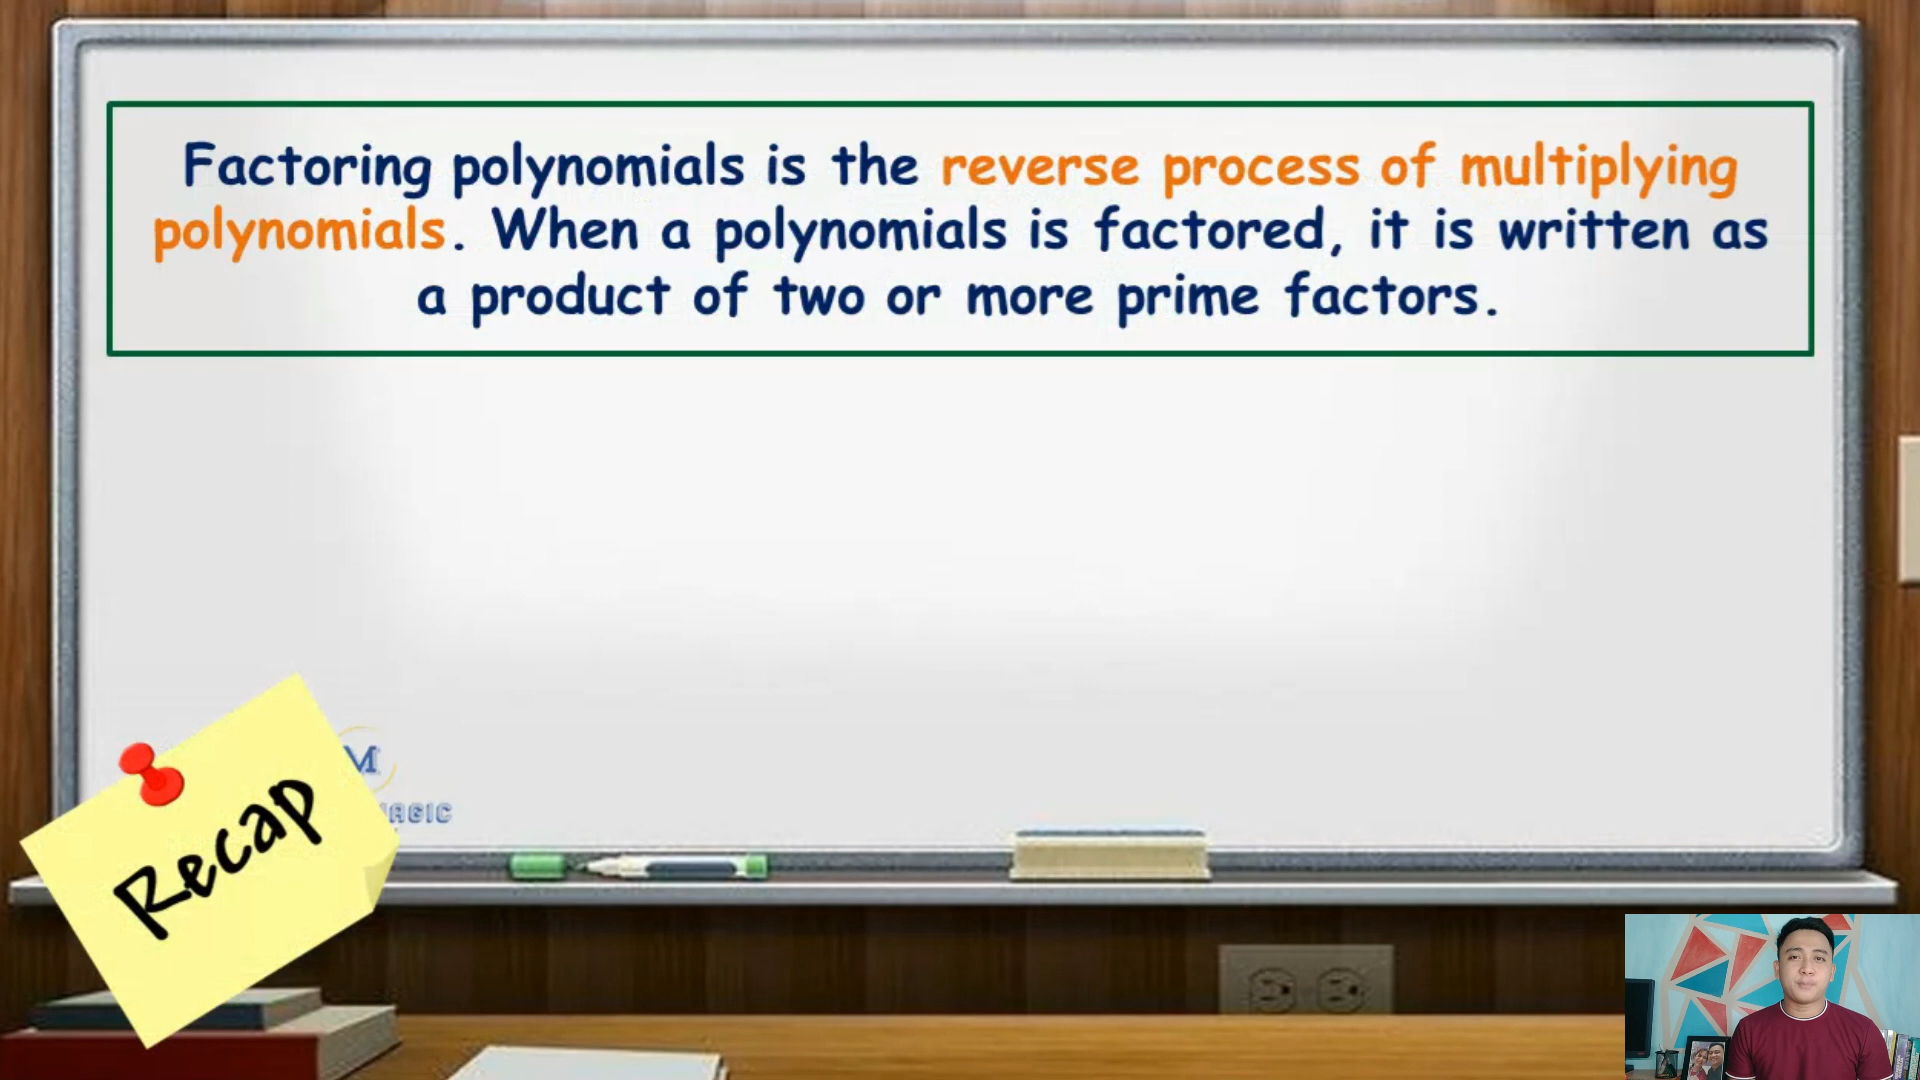 Factoring polynomials is the reverse process of multiplying
polynomials. When a polynomials is factored, it is written as
a product of two or more prime factors.
Recap
M